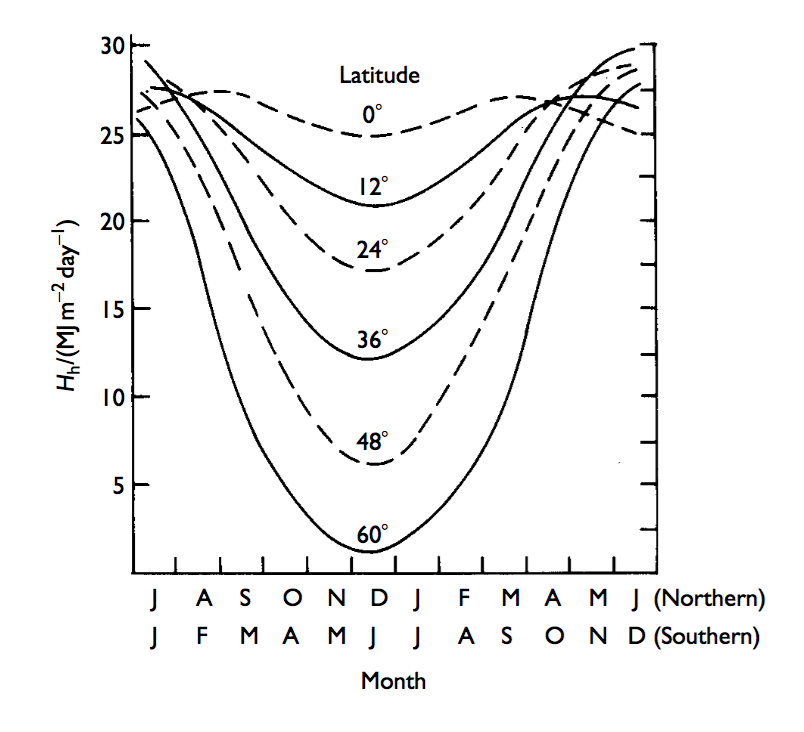 30
25
20
15
10
5
Hₕ/(MJ m⁻² day⁻¹)
Latitude
0°
12°
24°
36°
48°
60°
J A S O N D J F M A M J (Northern)
J F M A M J J A S O N D (Southern)
Month